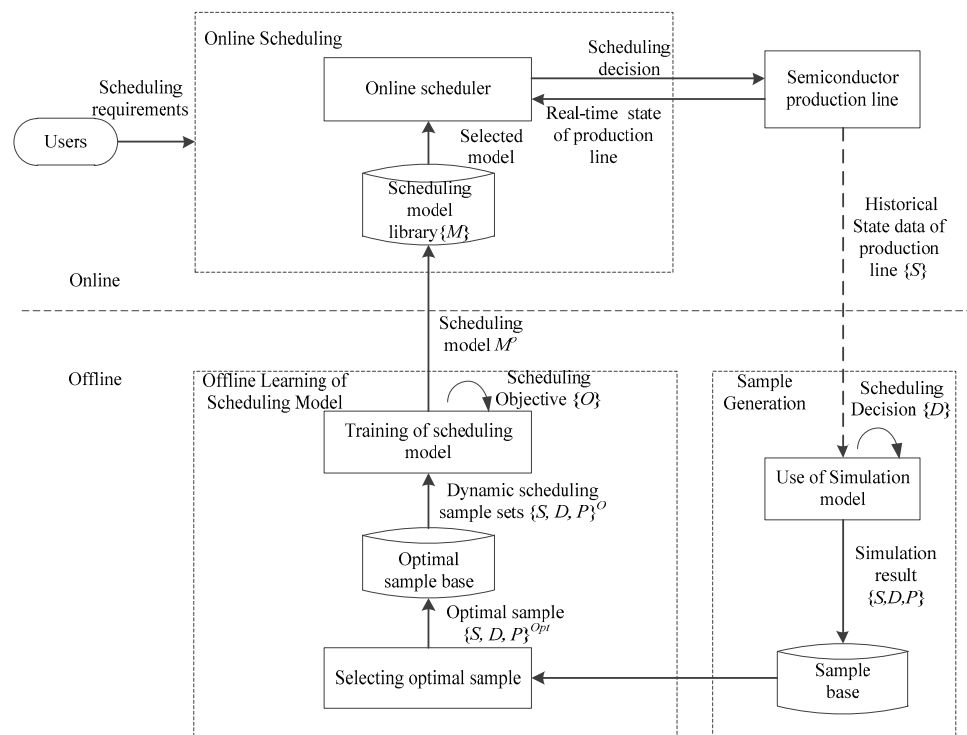 Online Scheduling
Scheduling
requirements
Users
Online scheduler
Scheduling
decision
Semiconductor
production line
Real-time state
of production
line
Selected
model
Scheduling
model
library{M}
Historical
State data of
production
line {S}
Online
Offline
Scheduling
model Mº
Offline Learning of
Scheduling Model
Scheduling
Objective {O}
Training of scheduling
model
Dynamic scheduling
sample sets {S, D, P}ᴼ
Optimal
sample base
Optimal sample
{S, D, P}ᴼᵖᵗ
Selecting optimal sample
Sample
Generation
Scheduling
Decision {D}
Use of Simulation
model
Simulation
result
{S,D,P}
Sample
base